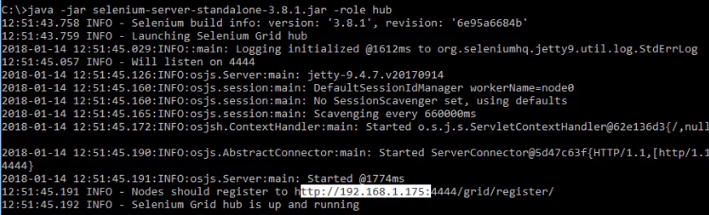 C:\>java -jar selenium-server-standalone-3.8.1.jar -role hub
12:51:43.758 INFO - Selenium build info: version: '3.8.1', revision: '6e95a6684b'
12:51:43.759 INFO - Launching Selenium Grid hub
2018-01-14 12:51:45.029:INFO::main: Logging initialized @1612ms to org.seleniumhq.jetty9.util.log.StdErrLog
12:51:45.057 INFO - Will listen on 4444
2018-01-14 12:51:45.126:INFO:osjs.Server:main: jetty-9.4.7.v20170914
2018-01-14 12:51:45.160:INFO:osjs.session:main: DefaultSessionIdManager workerName=node0
2018-01-14 12:51:45.160:INFO:osjs.session:main: No SessionScavenger set, using defaults
2018-01-14 12:51:45.165:INFO:osjs.session:main: Scavenging every 660000ms
2018-01-14 12:51:45.172:INFO:osjsh.ContextHandler:main: Started o.s.j.s.ServletContextHandler@62e136d3{/,null
2018-01-14 12:51:45.190:INFO:osjs.AbstractConnector:main: Started ServerConnector@5d47c63f{HTTP/1.1,[http/1.1
4444}
2018-01-14 12:51:45.191:INFO:osjs.Server:main: Started @1774ms
12:51:45.191 INFO - Nodes should register to http://192.168.1.175:4444/grid/register/
12:51:45.192 INFO - Selenium Grid hub is up and running